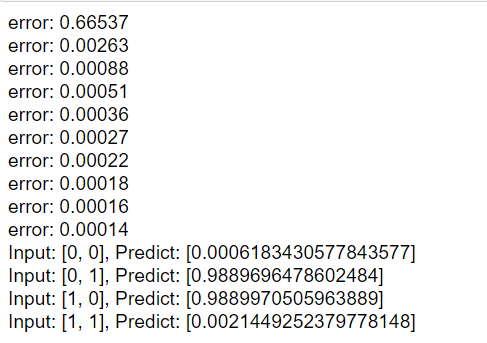 error: 0.66537
error: 0.00263
error: 0.00088
error: 0.00051
error: 0.00036
error: 0.00027
error: 0.00022
error: 0.00018
error: 0.00016
error: 0.00014
Input: [0, 0], Predict: [0.0006183430577843577]
Input: [0, 1], Predict: [0.9889696478602484]
Input: [1, 0], Predict: [0.9889970505963889]
Input: [1, 1], Predict: [0.0021449252379778148]